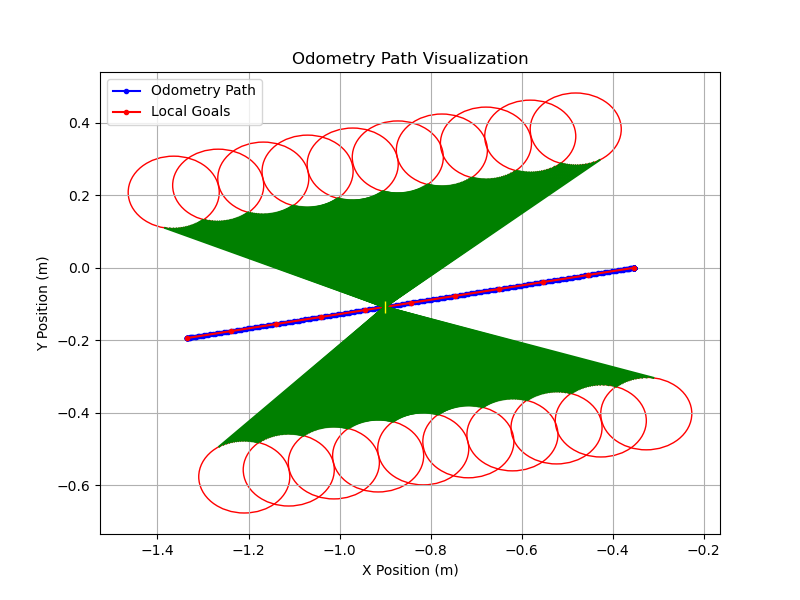 Odometry Path Visualization
Odometry Path
Local Goals
0.4
0.2
0.0
−0.2
−0.4
−0.6
Y Position (m)
−1.4 −1.2 −1.0 −0.8 −0.6 −0.4 −0.2
X Position (m)